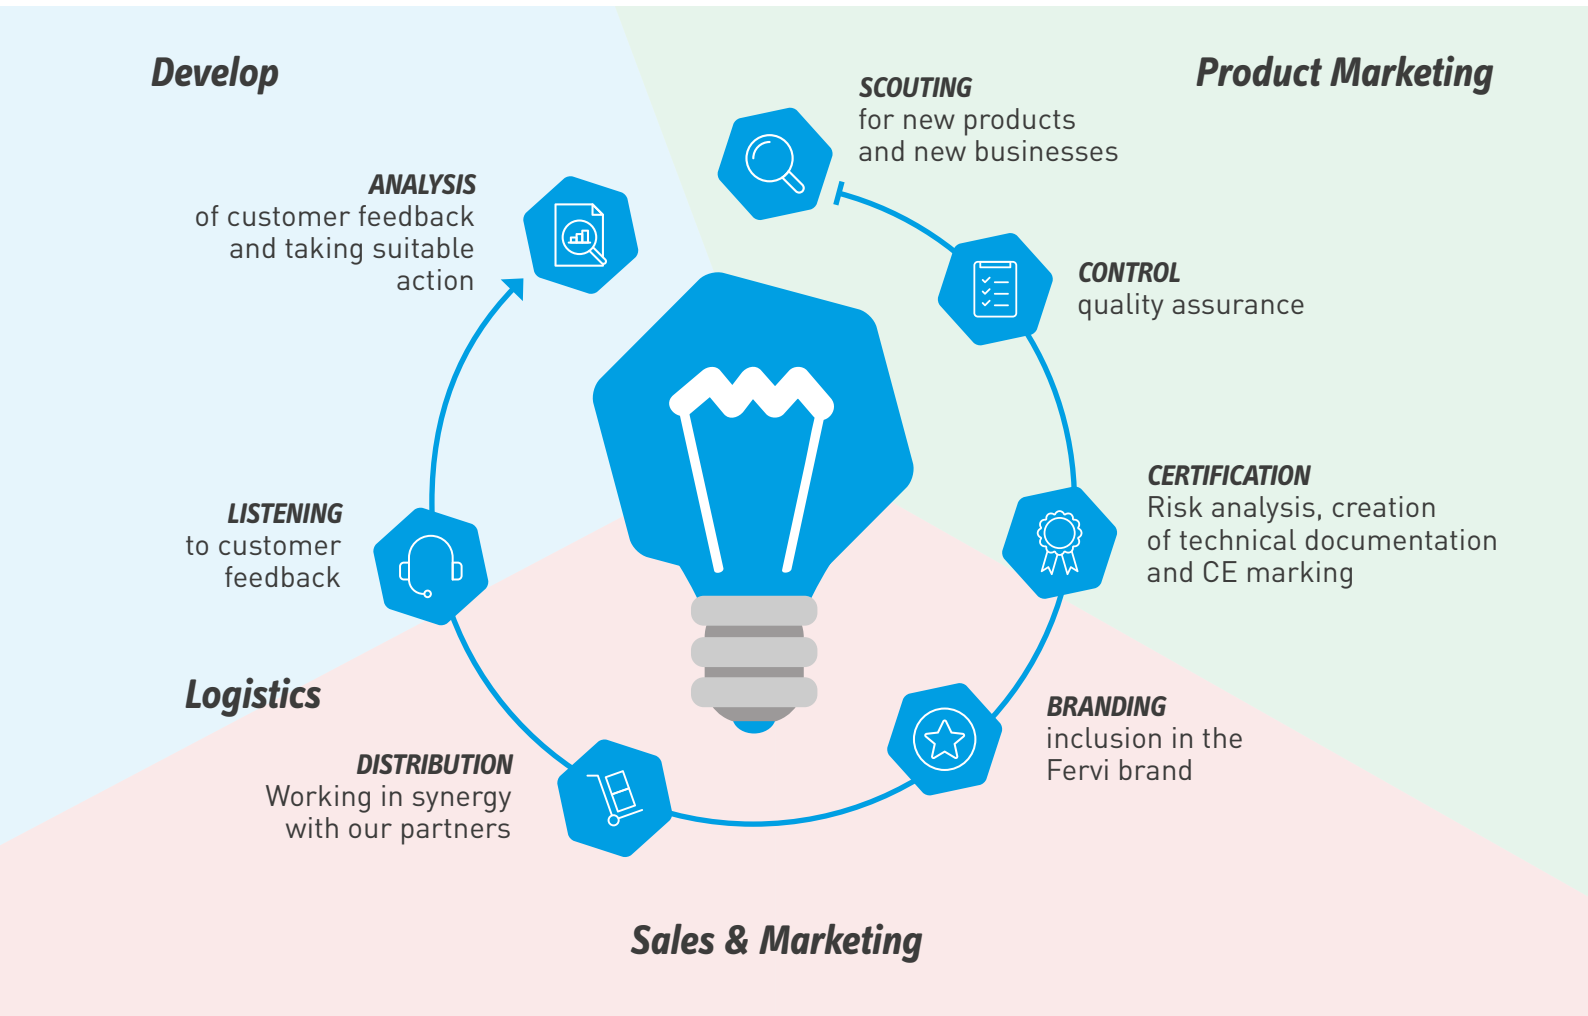 Develop
Product Marketing
SCOUTING
for new products
and new businesses
CONTROL
quality assurance
CERTIFICATION
Risk analysis, creation
of technical documentation
and CE marking
BRANDING
inclusion in the
Fervi brand
Sales & Marketing
DISTRIBUTION
Working in synergy
with our partners
Logistics
LISTENING
to customer
feedback
ANALYSIS
of customer feedback
and taking suitable
action